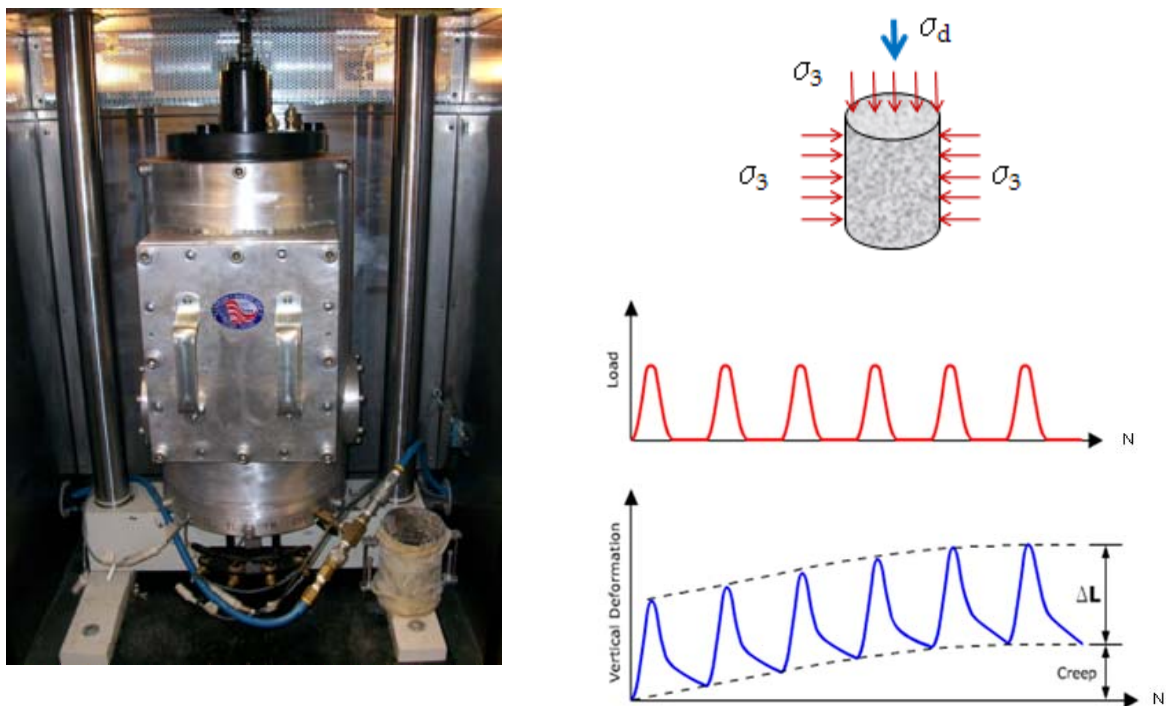 σd
σ3
σ3
σ3
Load
N
Vertical Deformation
ΔL
Creep
N